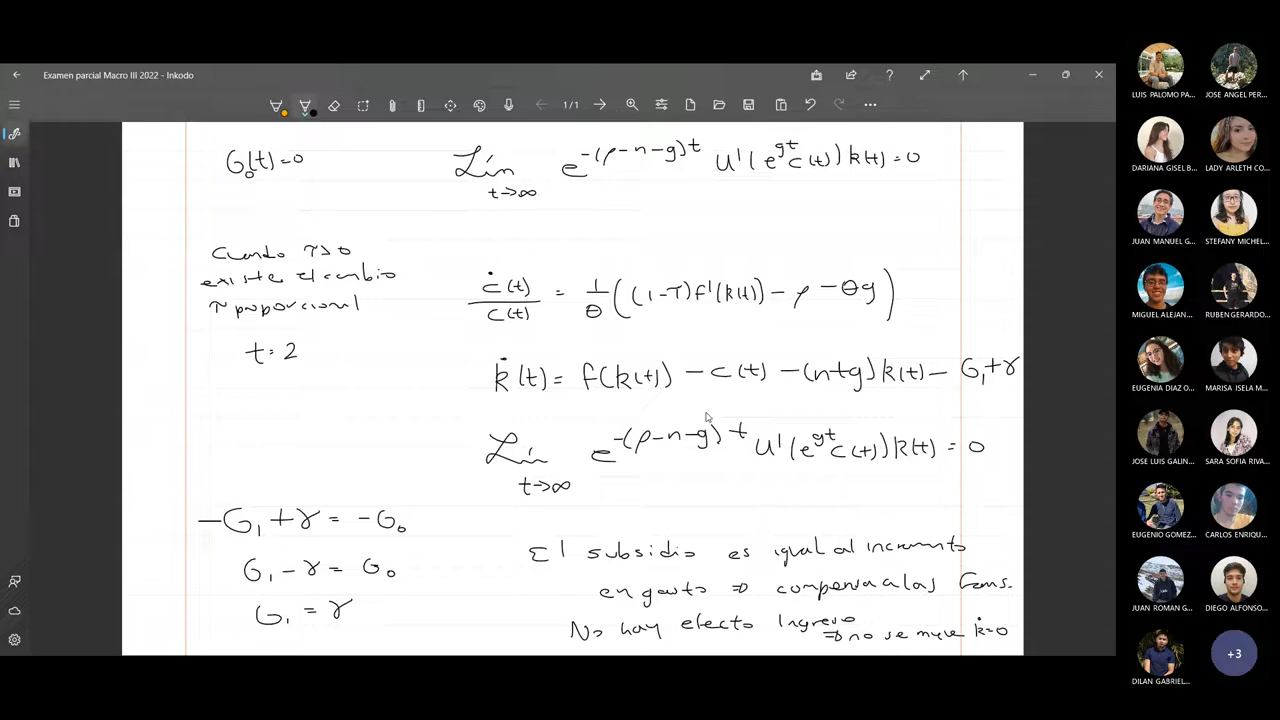 Examen parcial Macro III 2022 - Inkodo
1/1
G₀(t)=0
Lim t→∞ e^-(ρ-n-g)t U'(e^gt c(t))k(t)=0
Cuando τ>0
existe el cambio
τ proporcional
ċ(t)/c(t) = 1/θ((1-τ)f'(k(t))-ρ-θg)
t=2
k̇(t)= f(k(t)) -c(t) -(n+g)k(t)- G₁+γ
Lim t→∞ e^-(ρ-n-g)t U'(e^gt c(t))k(t)=0
-G₁+γ=-G₀
G₁-γ=G₀
G₁=γ
El subsidio es igual al incremento
en gasto ⇒ compensa a las Fams.
No hay efecto Ingreso
⇒ no se mueve k̇=0
LUIS PALOMO PA...
JOSE ANGEL PER...
DARIANA GISEL B...
LADY ARLETH CO...
JUAN MANUEL G...
STEFANY MICHEL...
MIGUEL ALEJAN...
RUBEN GERARDO...
EUGENIA DIAZ O...
MARISA ISELA M...
JOSE LUIS GALIN...
SARA SOFIA RIVA...
EUGENIO GOMEZ...
CARLOS ENRIQU...
JUAN ROMAN G...
DIEGO ALFONSO...
DILAN GABRIEL...
+3